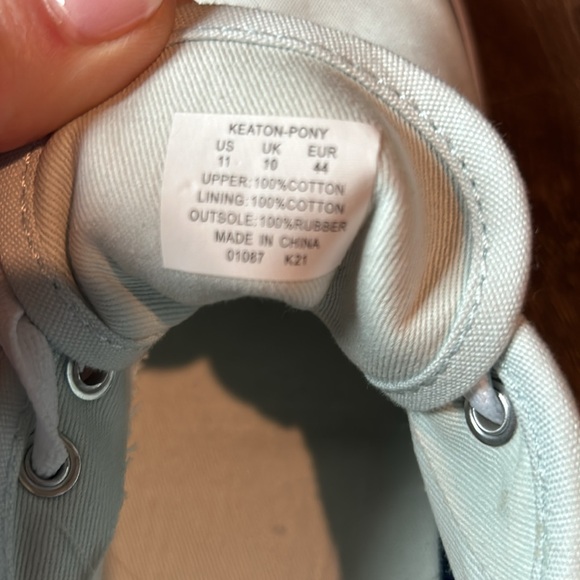 KEATON-PONY
US UK EUR
11 10 44
UPPER:100%COTTON
LINING:100%COTTON
OUTSOLE:100%RUBBER
MADE IN CHINA
01087 K21